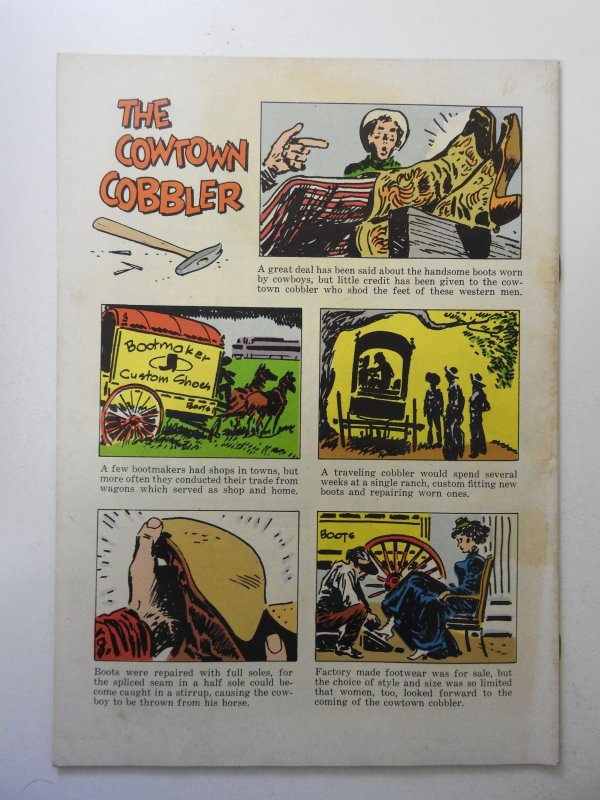 THE
COWTOWN
COBBLER
A great deal has been said about the handsome boots worn
by cowboys, but little credit has been given to the cow-
town cobbler who shod the feet of these western men.
Bootmaker
Custom Shoes
BOOTS
A few bootmakers had shops in towns, but
more often they conducted their trade from
wagons which served as shop and home.
A traveling cobbler would spend several
weeks at a single ranch, custom fitting new
boots and repairing worn ones.
Boots were repaired with full soles, for
the spliced seam in a half sole could be-
come caught in a stirrup, causing the cow-
boy to be thrown from his horse.
BOOTS
Factory made footwear was for sale, but
the choice of style and size was so limited
that women, too, looked forward to the
coming of the cowtown cobbler.